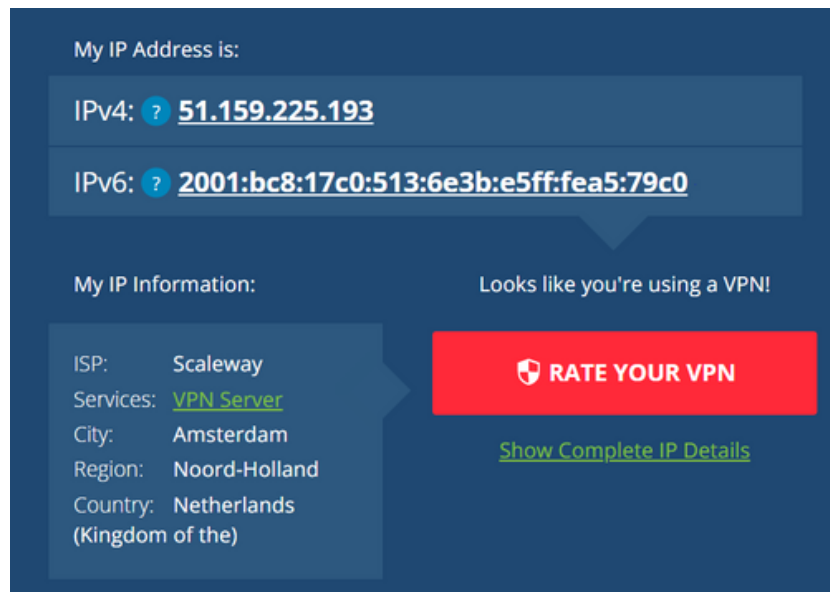 My IP Address is:
IPv4: ? 51.159.225.193
IPv6: ? 2001:bc8:17c0:513:6e3b:e5ff:fea5:79c0
My IP Information:
ISP: Scaleway
Services: VPN Server
City: Amsterdam
Region: Noord-Holland
Country: Netherlands
(Kingdom of the)
Looks like you're using a VPN!
RATE YOUR VPN
Show Complete IP Details